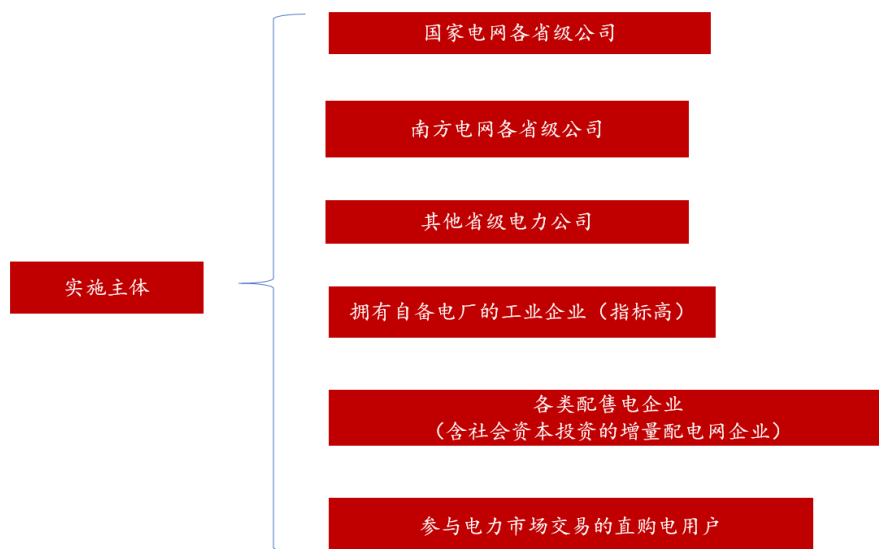 国家电网各省级公司
南方电网各省级公司
其他省级电力公司
实施主体
拥有自备电厂的工业企业（指标高）
各类配售电企业
（含社会资本投资的增量配电网企业）
参与电力市场交易的直购电用户